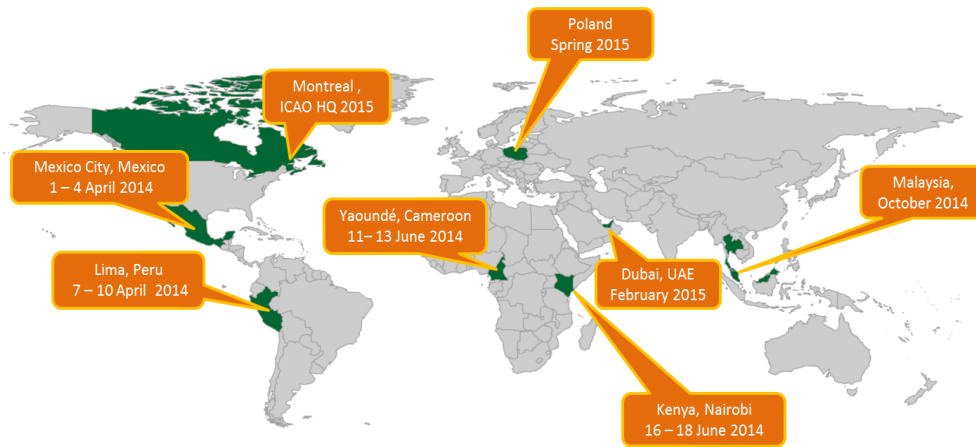 Poland
Spring 2015
Montreal ,
ICAO HQ 2015
Mexico City, Mexico
1 – 4 April 2014
Malaysia,
October 2014
Yaoundé, Cameroon
11– 13 June 2014
Lima, Peru
7 – 10 April  2014
Dubai, UAE
February 2015
Kenya, Nairobi
16 – 18 June 2014